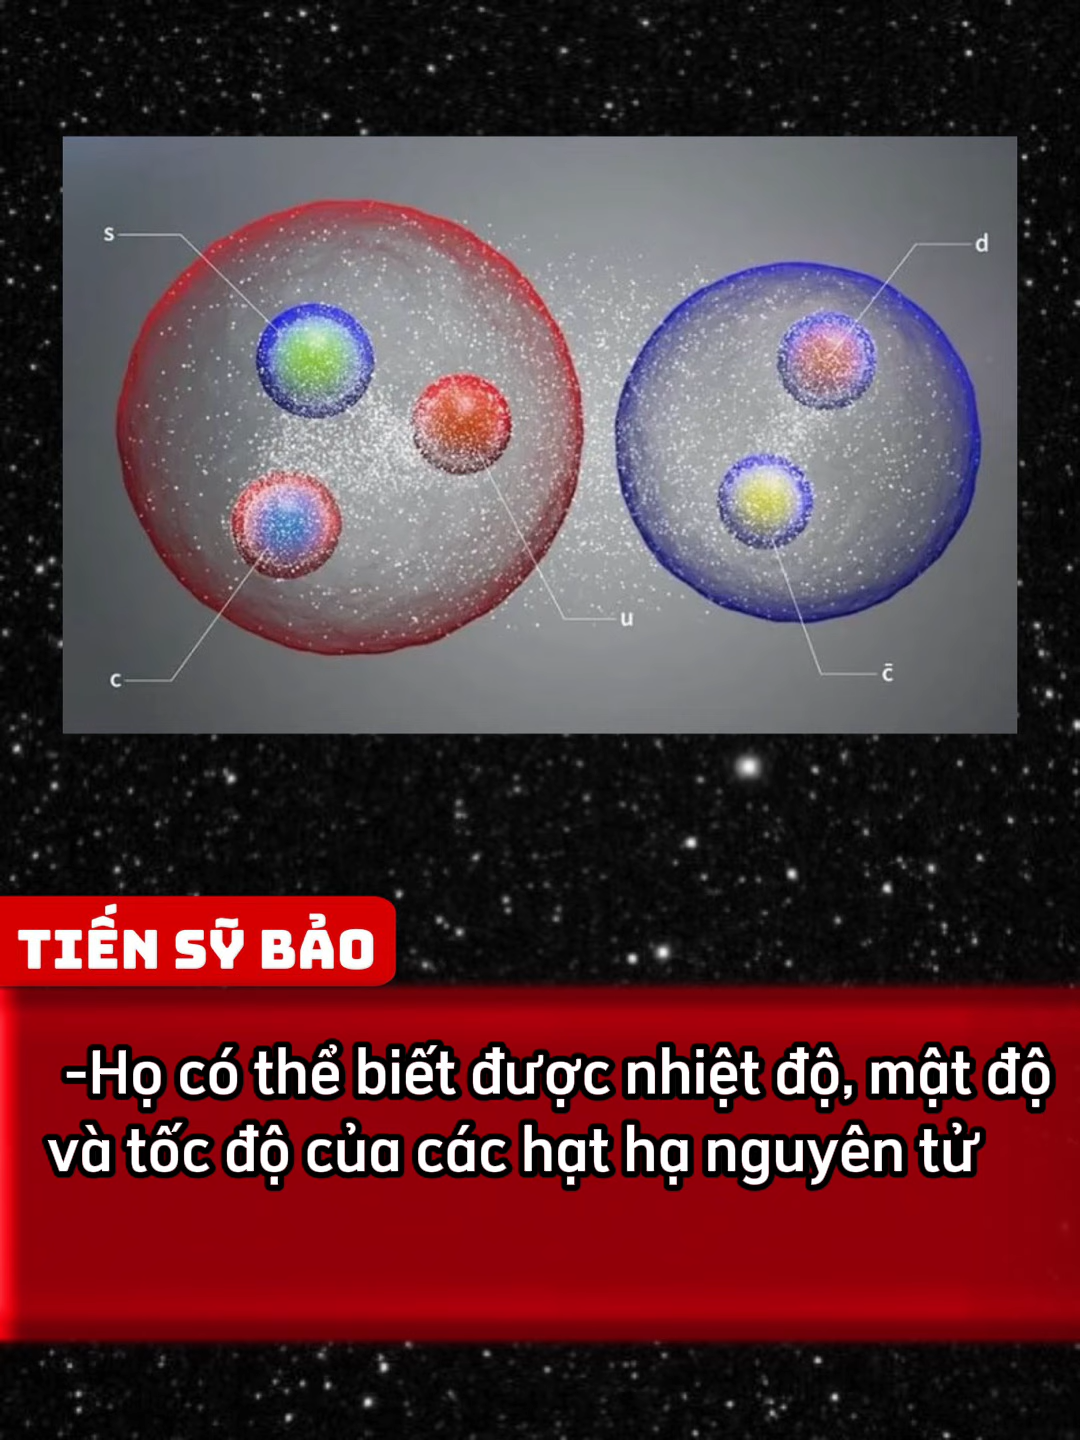 s
d
u
c
c̄
TIẾN SỸ BẢO
-Họ có thể biết được nhiệt độ, mật độ
và tốc độ của các hạt hạ nguyên tử